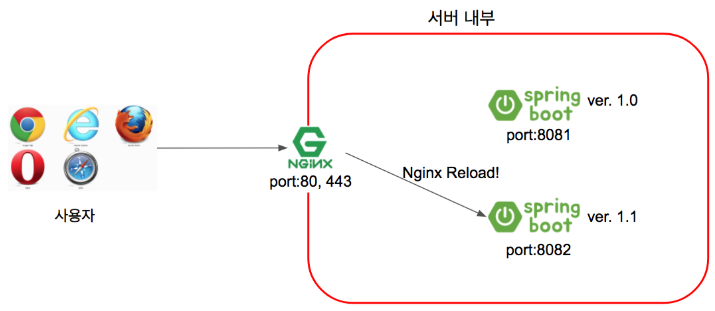 서버 내부
spring
boot
ver. 1.0
port:8081
NGiNX
port:80, 443
Nginx Reload!
spring
boot
ver. 1.1
port:8082
사용자